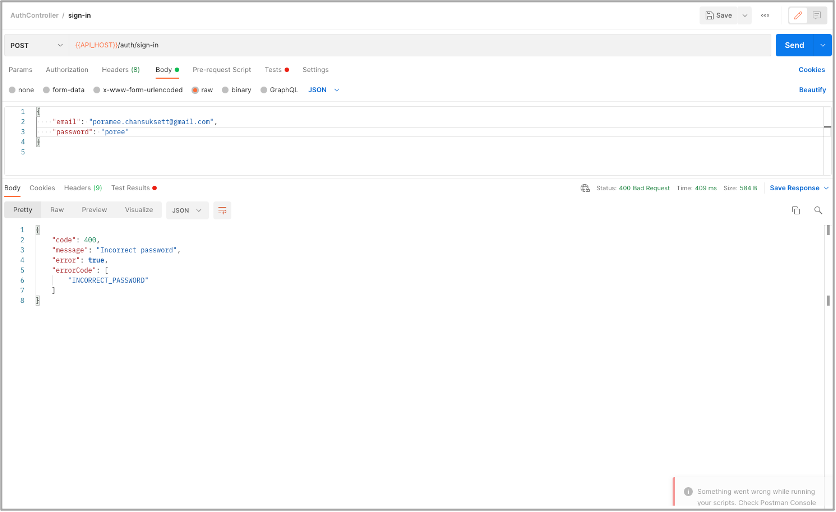 AuthController / sign-in
Save
POST {{API_HOST}}/auth/sign-in Send
Params Authorization Headers (8) Body Pre-request Script Tests Settings Cookies
none form-data x-www-form-urlencoded raw binary GraphQL JSON Beautify
1 {
2 "email": "poramee.chansuksett@gmail.com",
3 "password": "poree"
4 }
5
Body Cookies Headers (9) Test Results Status: 400 Bad Request Time: 409 ms Size: 584 B Save Response
Pretty Raw Preview Visualize JSON
1 {
2 "code": 400,
3 "message": "Incorrect password",
4 "error": true,
5 "errorCode": [
6 "INCORRECT_PASSWORD"
7 ]
8 }
Something went wrong while running
your scripts. Check Postman Console